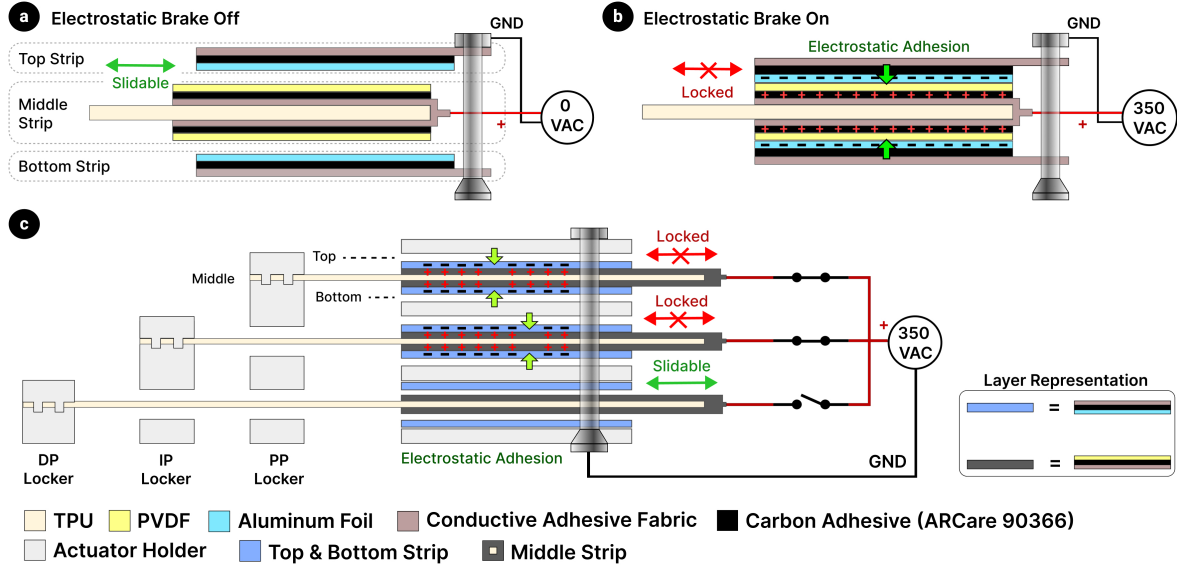 a Electrostatic Brake Off
GND
Top Strip
Slidable
Middle
Strip
+
0
VAC
Bottom Strip
b Electrostatic Brake On
GND
Electrostatic Adhesion
Locked
+
350
VAC
c
Top
Middle
Bottom
Locked
Locked
Slidable
+
350
VAC
GND
Electrostatic Adhesion
DP
Locker
IP
Locker
PP
Locker
Layer Representation
=
=
TPU PVDF Aluminum Foil Conductive Adhesive Fabric Carbon Adhesive (ARCare 90366)
Actuator Holder Top & Bottom Strip Middle Strip